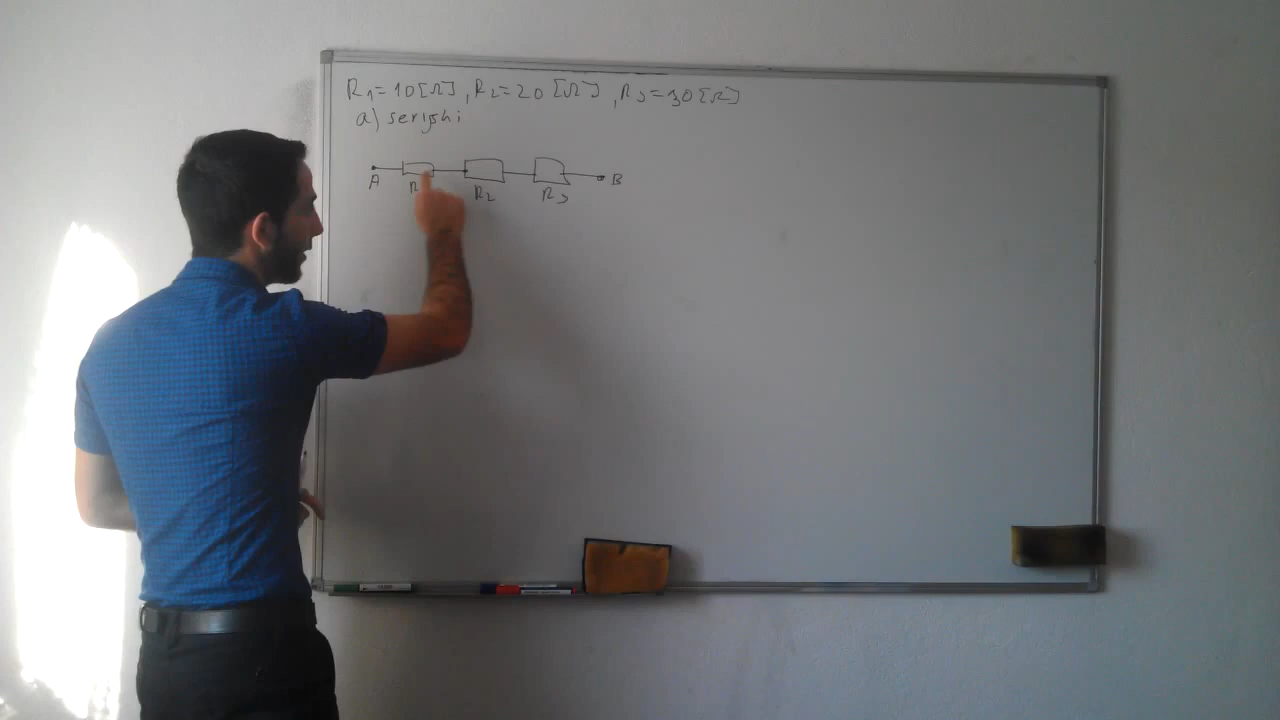 R1=10[Ω], R2=20 [Ω], R3=30[Ω]
a) serijski
A R R2 R3 B